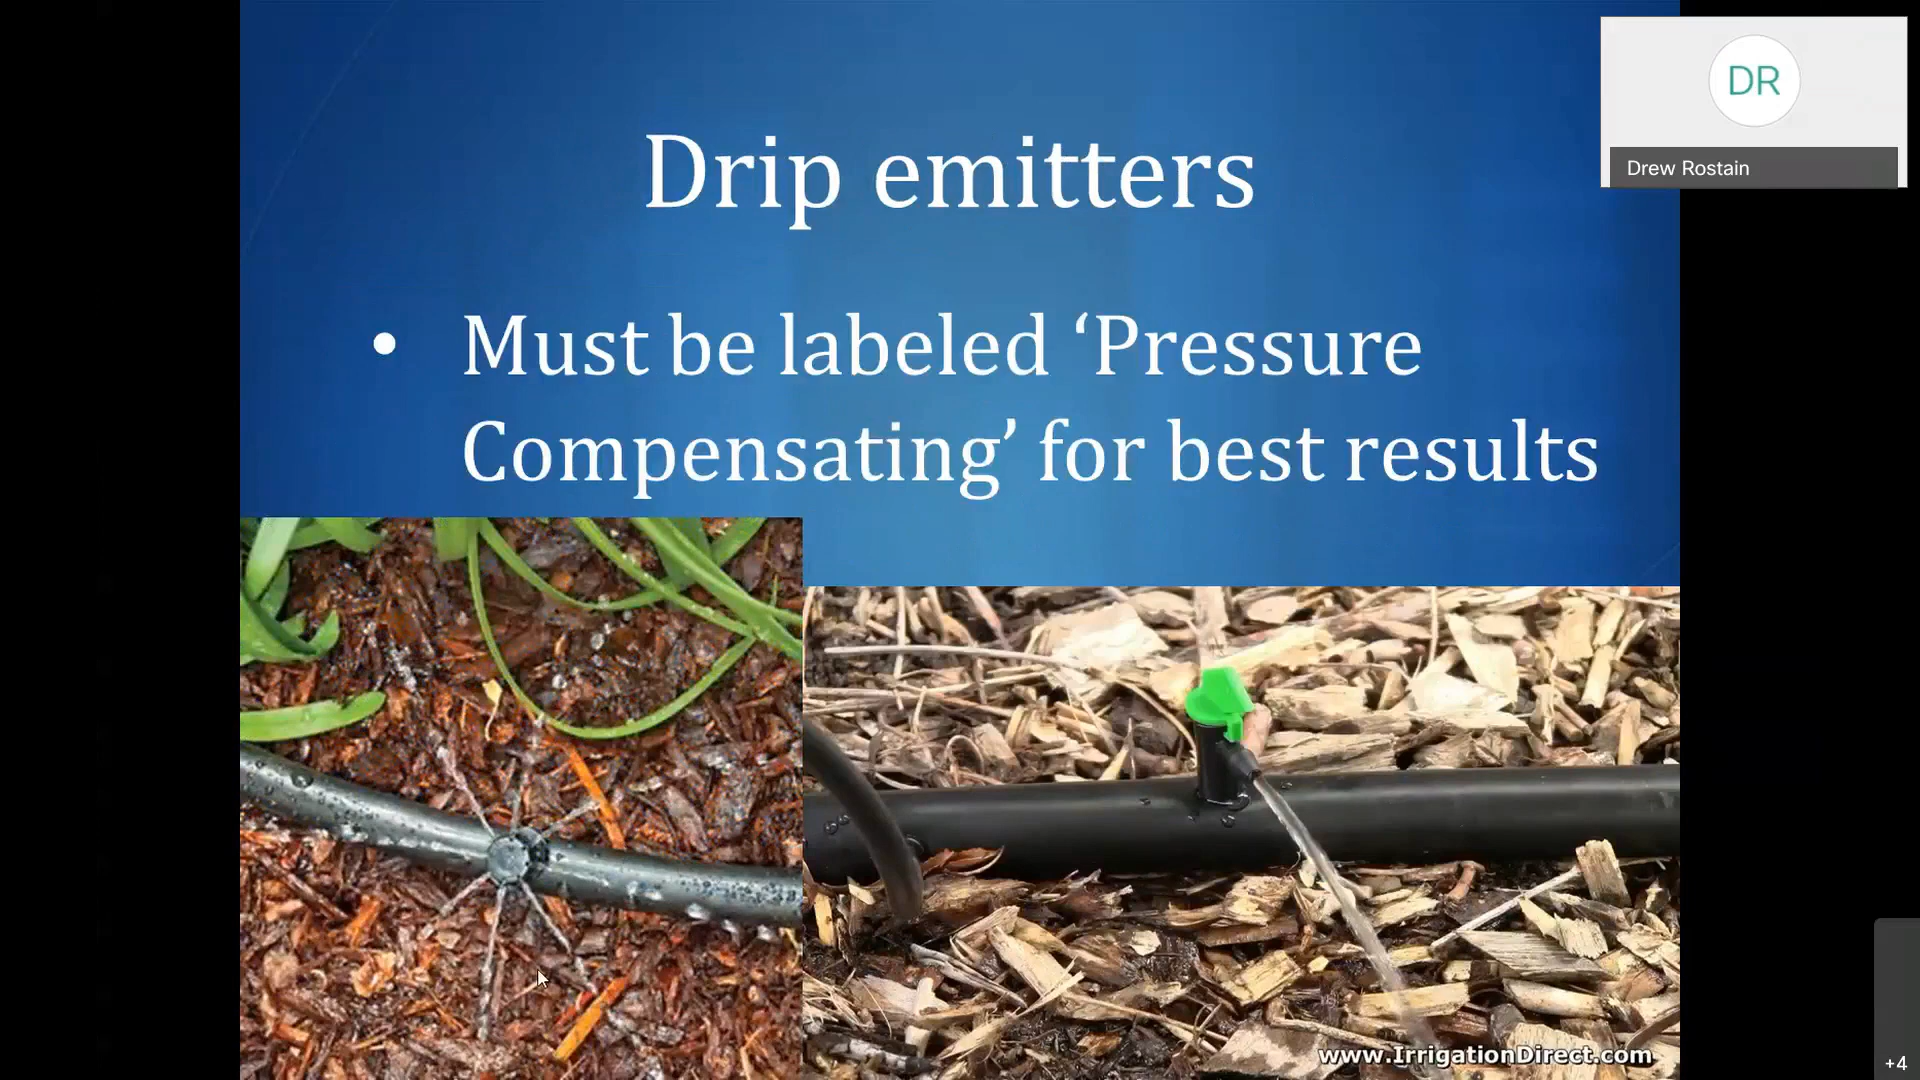 DR
Drew Rostain
Drip emitters
• Must be labeled ‘Pressure
Compensating’ for best results
www.IrrigationDirect.com
+4